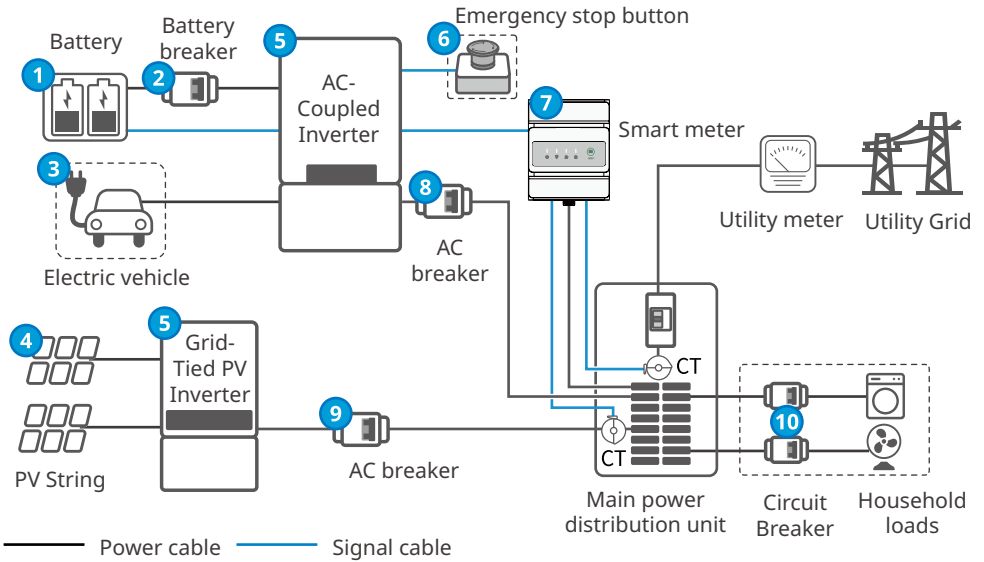 Emergency stop button
Battery
breaker
Battery
5
6
1
2
AC-
Coupled
Inverter
7
Smart meter
3
8
Utility meter
Utility Grid
AC
breaker
Electric vehicle
4
5
Grid-
Tied PV
Inverter
CT
9
10
CT
AC breaker
PV String
Main power
distribution unit
Circuit
Breaker
Household
loads
Power cable
Signal cable